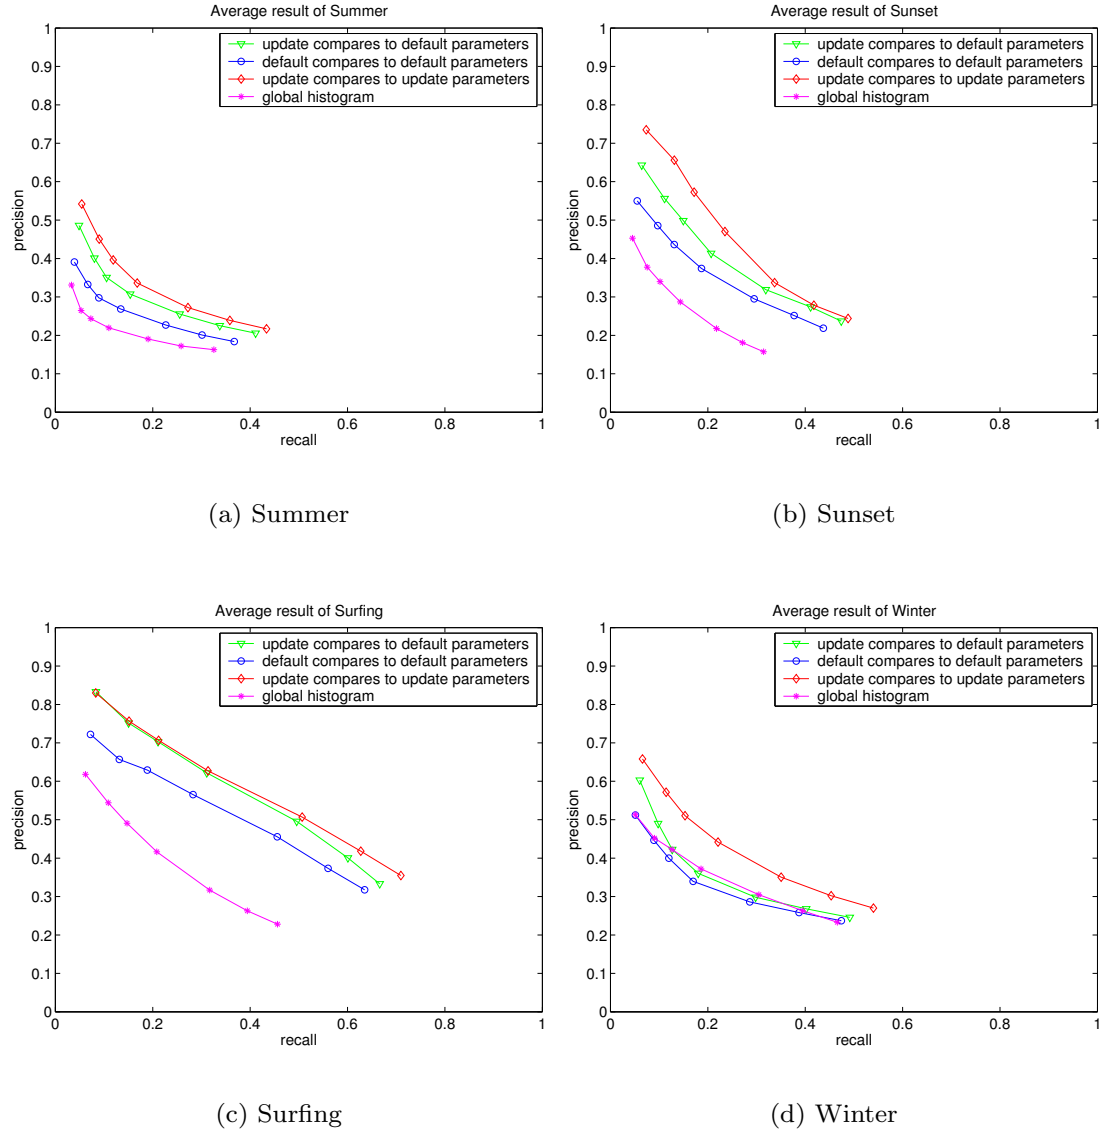 Average result of Summer
1
0.9
0.8
0.7
0.6
0.5
0.4
0.3
0.2
0.1
0
precision
update compares to default parameters
default compares to default parameters
update compares to update parameters
global histogram
0 0.2 0.4 0.6 0.8 1
recall
(a) Summer
Average result of Sunset
1
0.9
0.8
0.7
0.6
0.5
0.4
0.3
0.2
0.1
0
precision
update compares to default parameters
default compares to default parameters
update compares to update parameters
global histogram
0 0.2 0.4 0.6 0.8 1
recall
(b) Sunset
Average result of Surfing
1
0.9
0.8
0.7
0.6
0.5
0.4
0.3
0.2
0.1
0
precision
update compares to default parameters
default compares to default parameters
update compares to update parameters
global histogram
0 0.2 0.4 0.6 0.8 1
recall
(c) Surfing
Average result of Winter
1
0.9
0.8
0.7
0.6
0.5
0.4
0.3
0.2
0.1
0
precision
update compares to default parameters
default compares to default parameters
update compares to update parameters
global histogram
0 0.2 0.4 0.6 0.8 1
recall
(d) Winter